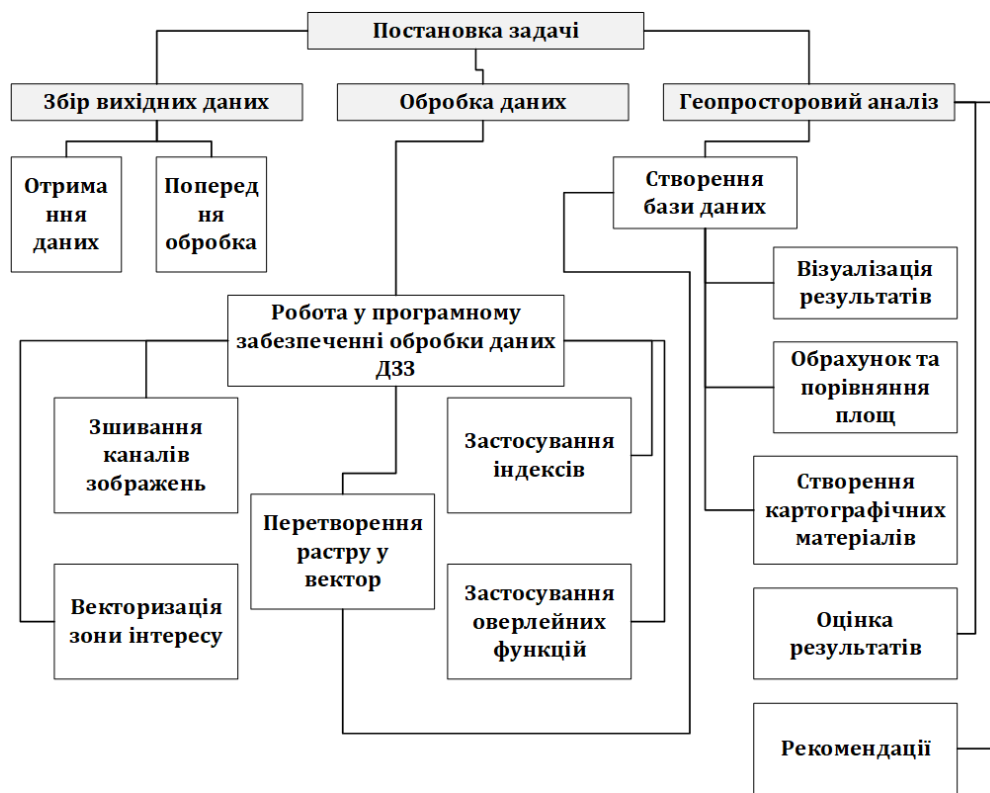 Постановка задачі
Збір вихідних даних
Обробка даних
Геопросторовий аналіз
Отрима
ння
даних
Поперед
ня
обробка
Створення
бази даних
Візуалізація
результатів
Робота у програмному
забезпеченні обробки даних
ДЗЗ
Обрахунок та
порівняння
площ
Зшивання
каналів
зображень
Застосування
індексів
Створення
картографічних
матеріалів
Перетворення
растру у
вектор
Векторизація
зони інтересу
Застосування
оверлейних
функцій
Оцінка
результатів
Рекомендації